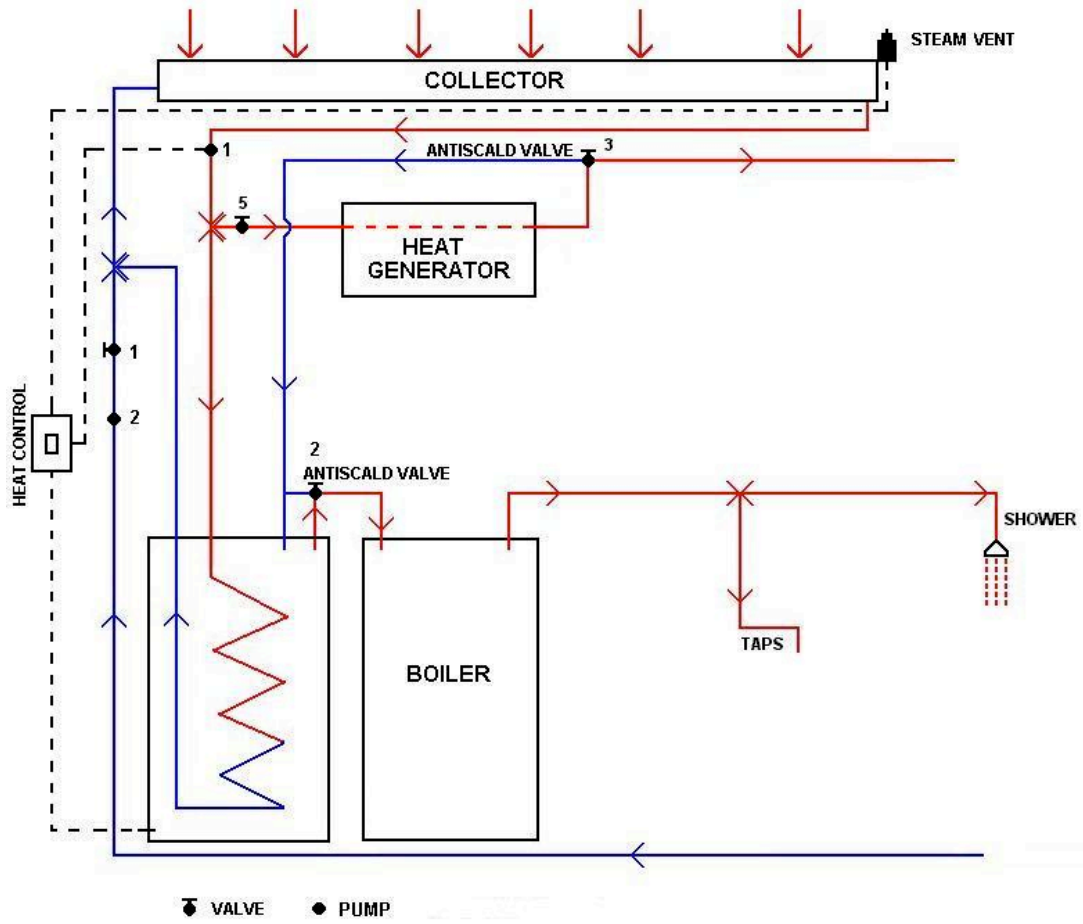 STEAM VENT
COLLECTOR
1
ANTISCALD VALVE
3
5
HEAT
GENERATOR
1
2
HEAT CONTROL
2
ANTISCALD VALVE
SHOWER
TAPS
BOILER
VALVE
PUMP